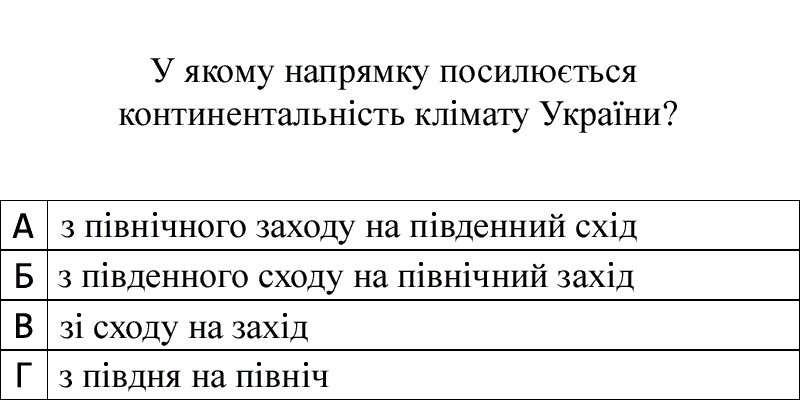 У якому напрямку посилюється
континентальність клімату України?
А з північного заходу на південний схід
Б з південного сходу на північний захід
В зі сходу на захід
Г з півдня на північ